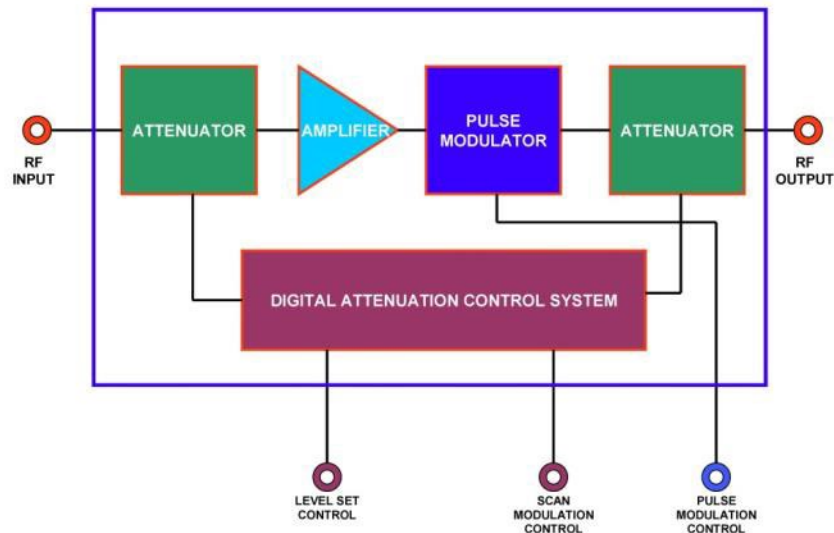 ATTENUATOR
AMPLIFIER
PULSE
MODULATOR
ATTENUATOR
RF
INPUT
RF
OUTPUT
DIGITAL ATTENUATION CONTROL SYSTEM
LEVEL SET
CONTROL
SCAN
MODULATION
CONTROL
PULSE
MODULATION
CONTROL